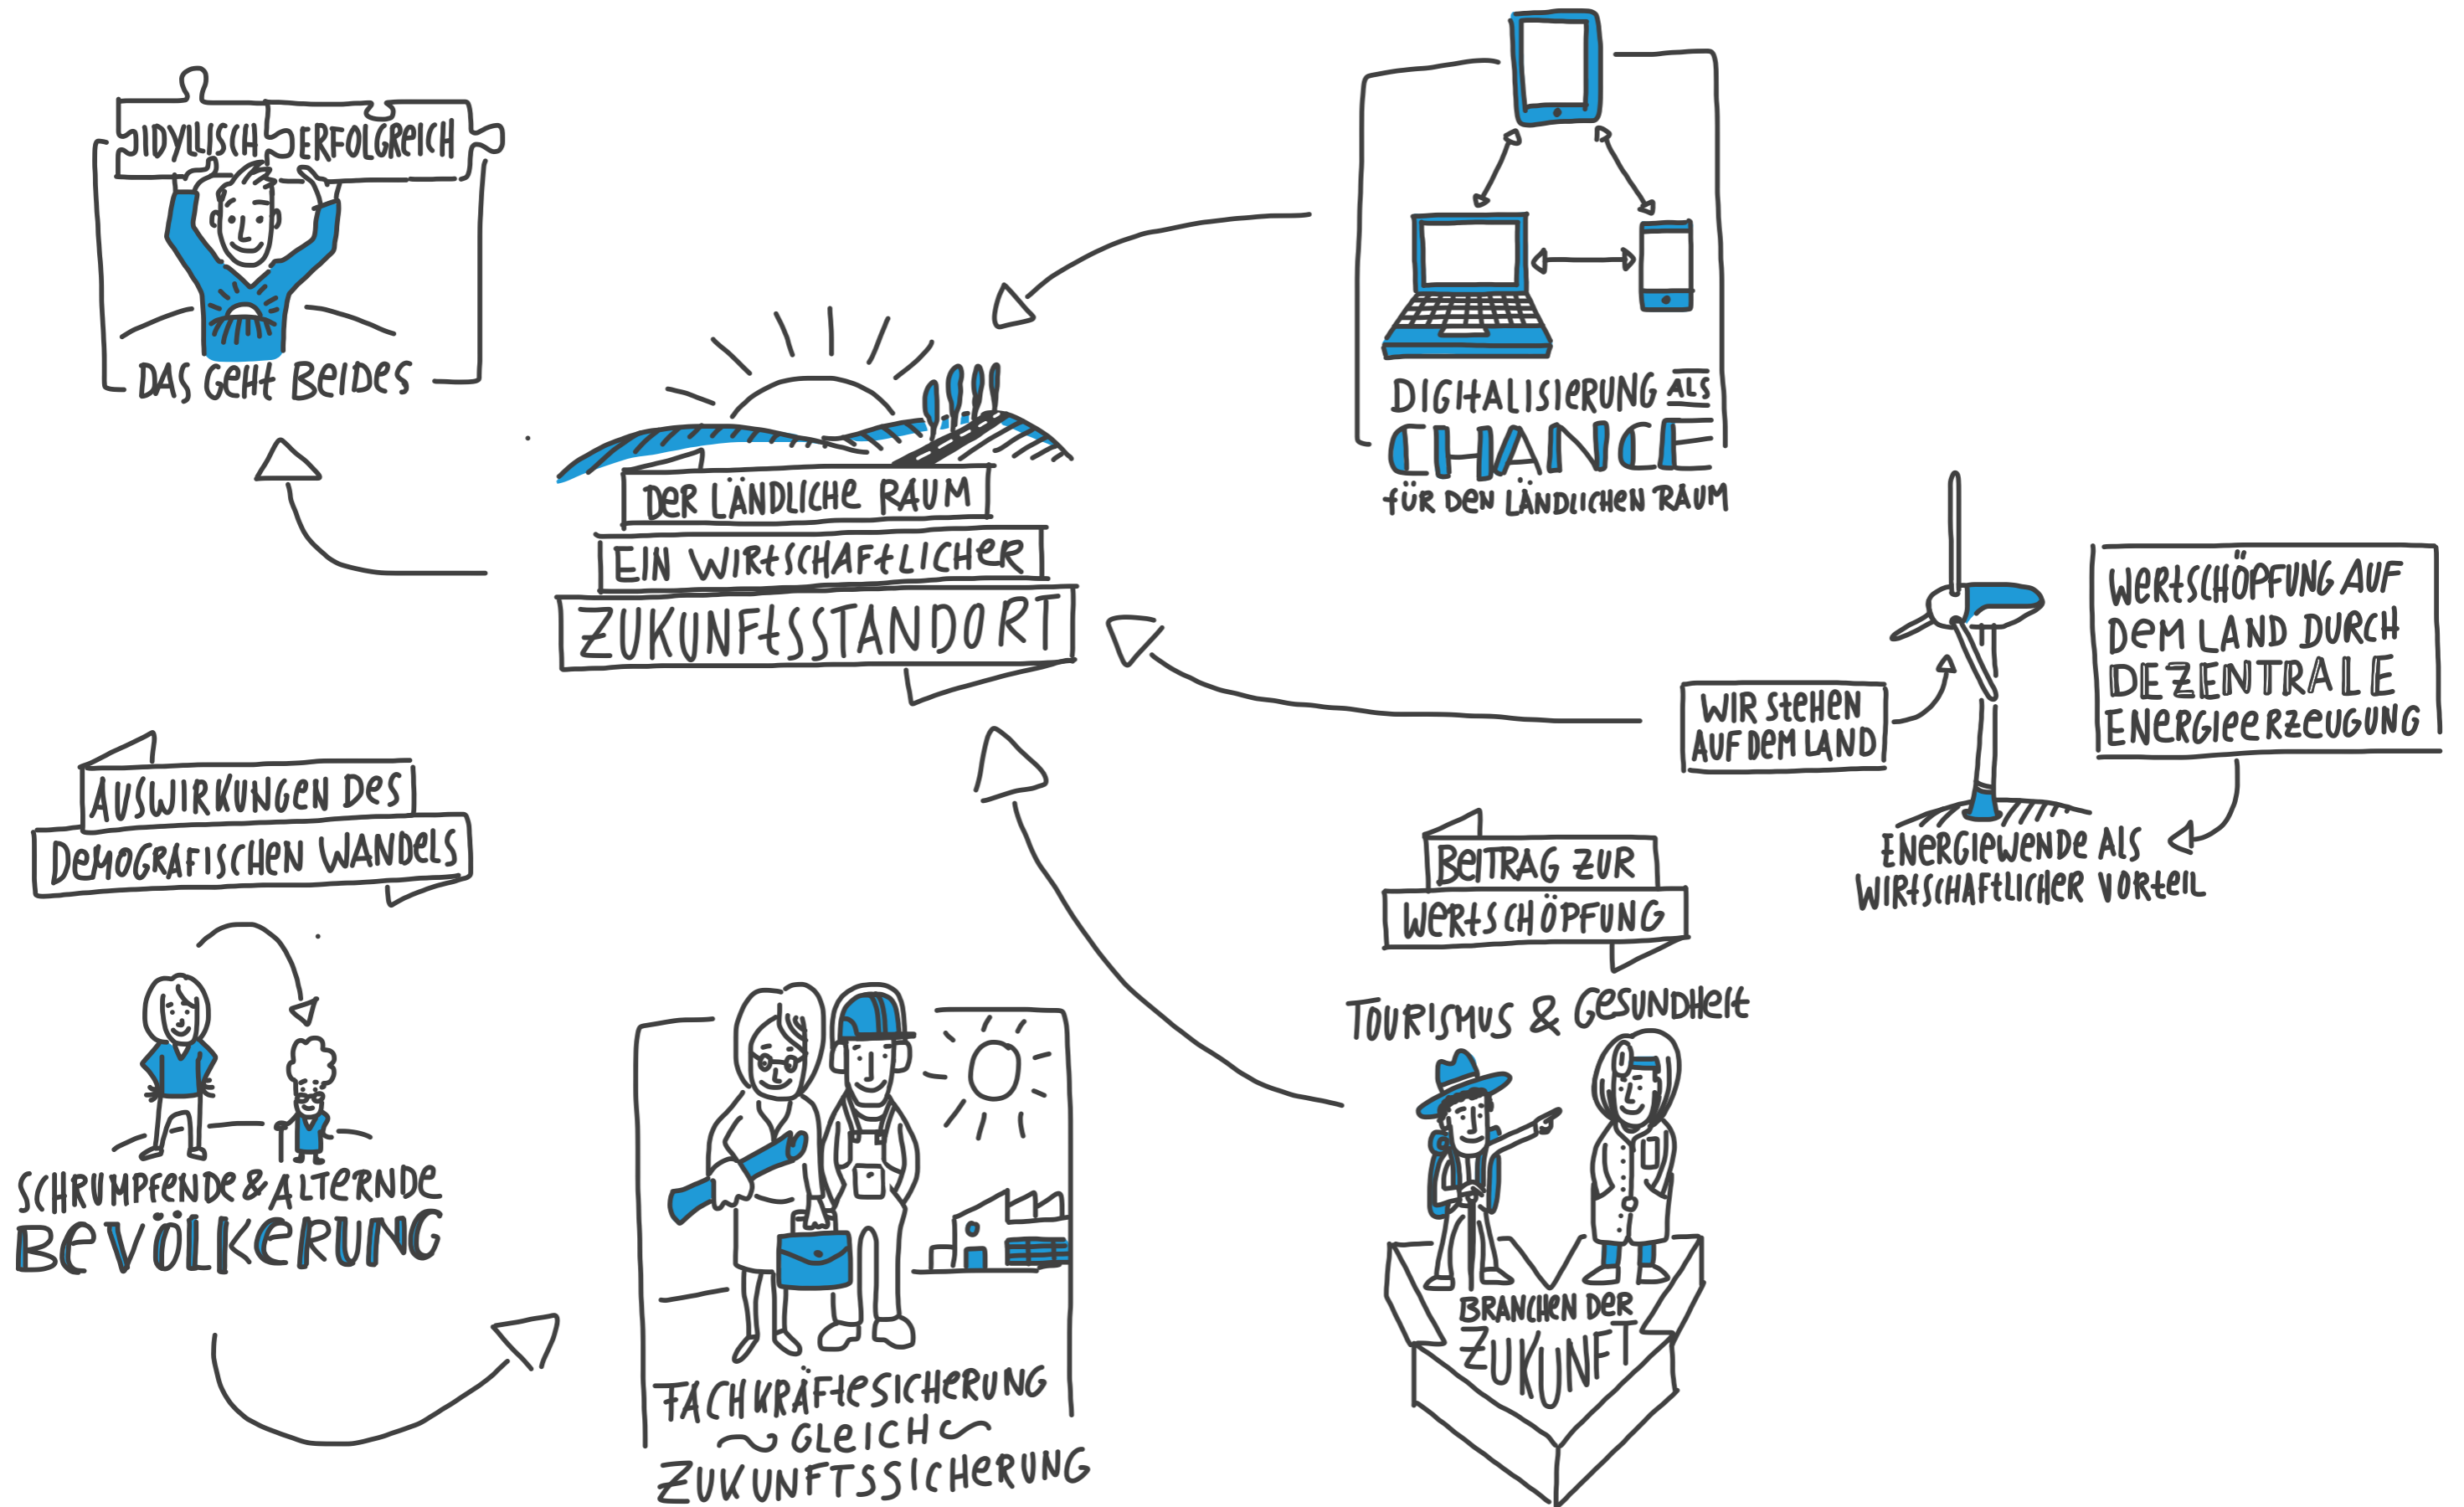 IDYLLISCH ERFOLGREICH
DAS GEHT BEIDES
DER LÄNDLICHE RAUM
EIN WIRTSCHAFTLICHER
ZUKUNFTSSTANDORT
DIGITALISIERUNG ALS
CHANCE
FÜR DEN LÄNDLICHEN RAUM
WERTSCHÖPFUNG AUF
DEM LAND DURCH
DEZENTRALE
ENERGIEERZEUGUNG
WIR STEHEN
AUF DEM LAND
ENERGIEWENDE ALS
WIRTSCHAFTLICHER VORTEIL
AUSWIRKUNGEN DES
DEMOGRAFISCHEN WANDELS
SCHRUMPFENDE & ALTERNDE
BEVÖLKERUNG
FACHKRÄFTESICHERUNG
GLEICH
ZUKUNFTSSICHERUNG
BEITRAG ZUR
WERTSCHÖPFUNG
TOURISMUS & GESUNDHEIT
BRANCHEN DER
ZUKUNFT